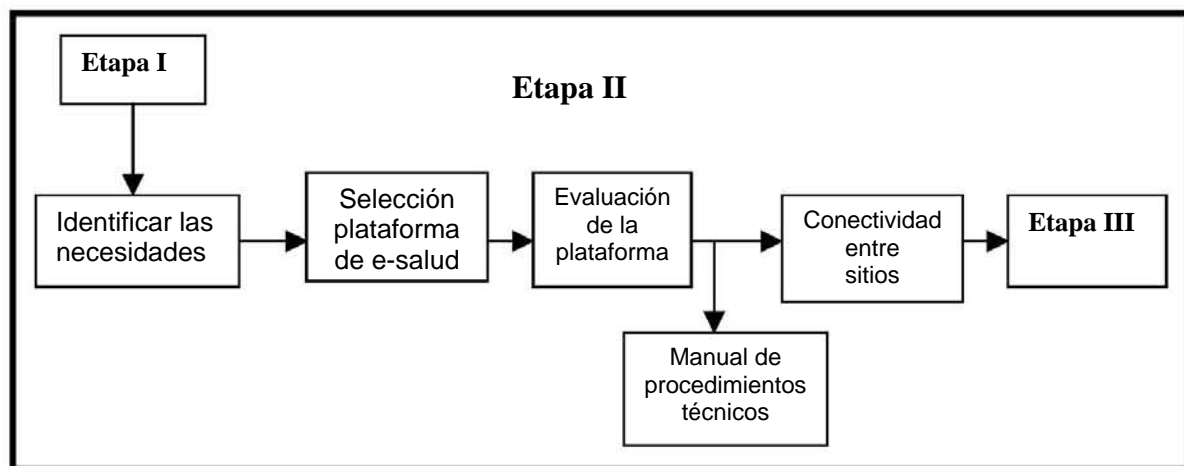 Etapa I
Etapa II
Identificar las
necesidades
Selección
plataforma
de e-salud
Evaluación
de la
plataforma
Conectividad
entre
sitios
Etapa III
Manual de
procedimientos
técnicos